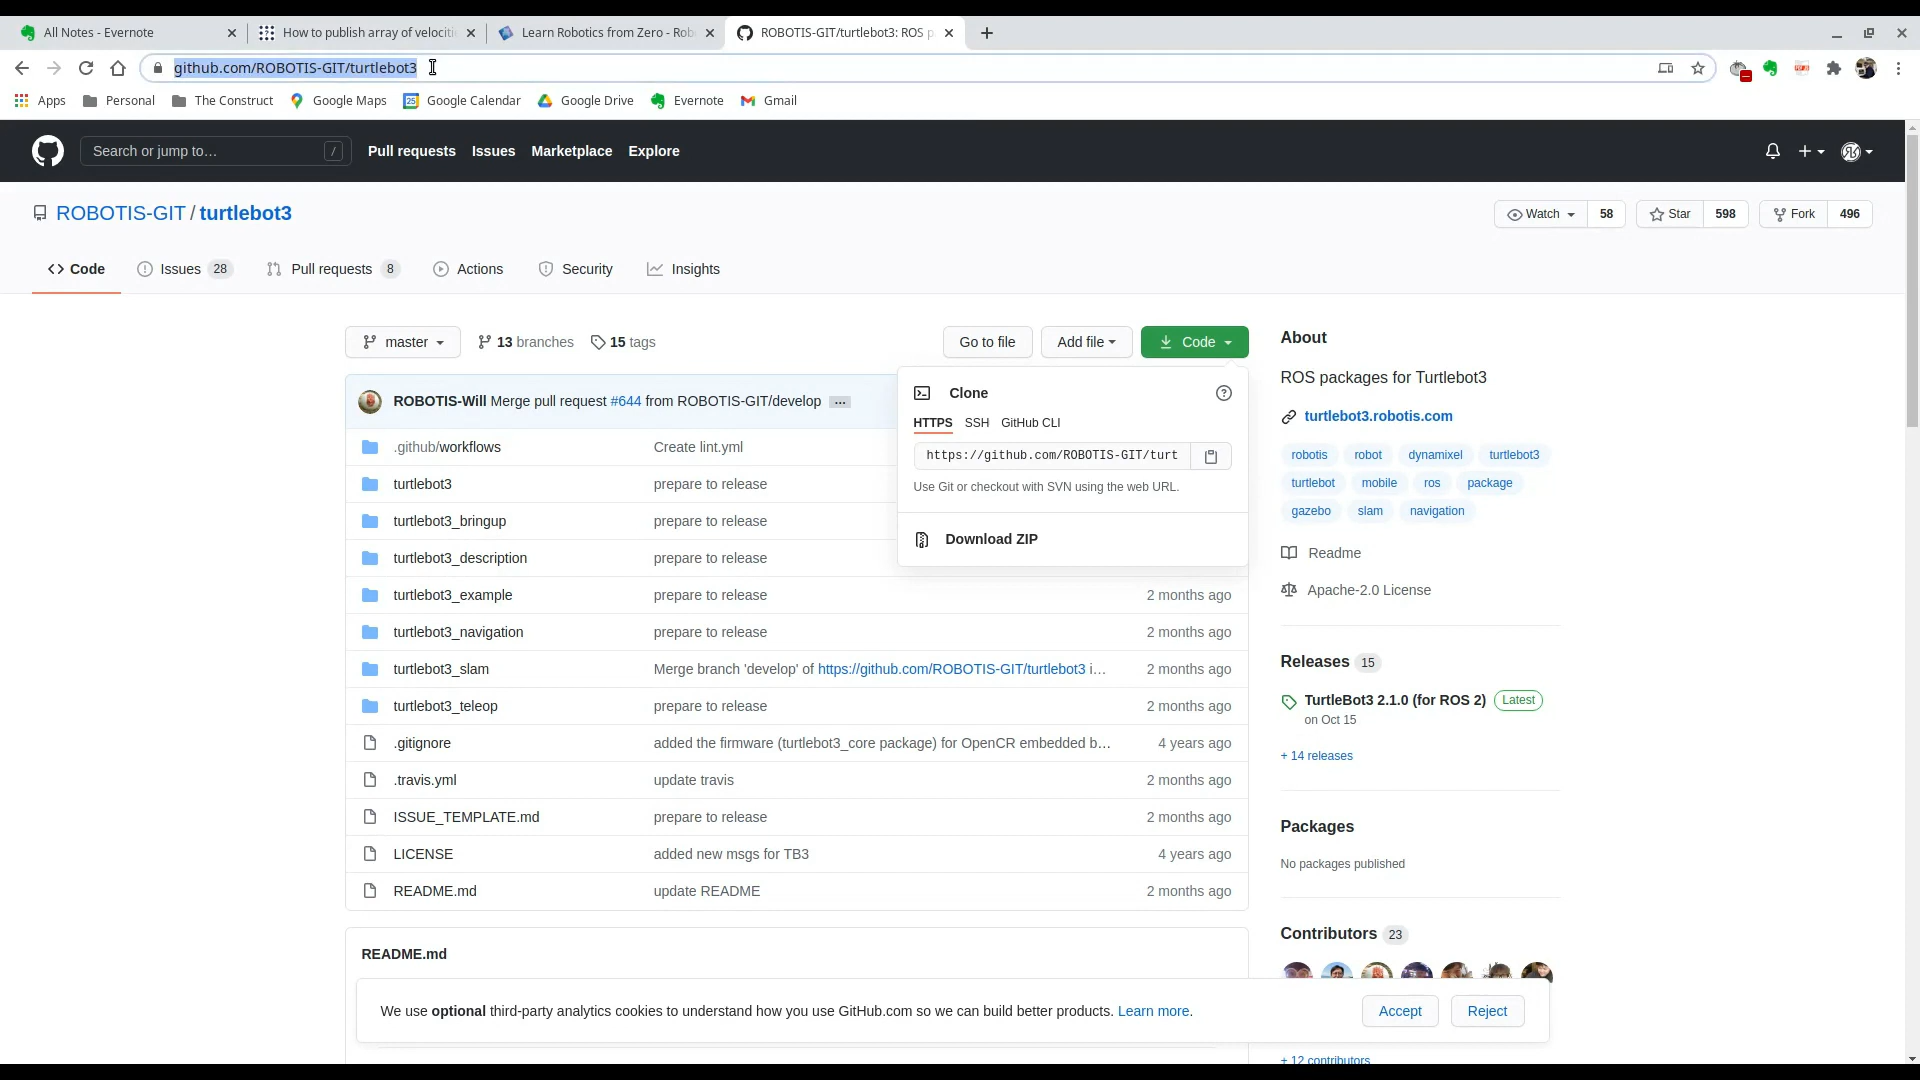 All Notes - Evernote
How to publish array of velociti
Learn Robotics from Zero - Rob
ROBOTIS-GIT/turtlebot3: ROS p
github.com/ROBOTIS-GIT/turtlebot3
Apps Personal The Construct Google Maps Google Calendar Google Drive Evernote Gmail
Search or jump to… / Pull requests Issues Marketplace Explore
ROBOTIS-GIT / turtlebot3
Watch 58 Star 598 Fork 496
Code Issues 28 Pull requests 8 Actions Security Insights
master 13 branches 15 tags Go to file Add file Code
ROBOTIS-Will Merge pull request #644 from ROBOTIS-GIT/develop …
Clone
HTTPS SSH GitHub CLI
https://github.com/ROBOTIS-GIT/turt
Use Git or checkout with SVN using the web URL.
Download ZIP
.github/workflows Create lint.yml
turtlebot3 prepare to release
turtlebot3_bringup prepare to release
turtlebot3_description prepare to release
turtlebot3_example prepare to release 2 months ago
turtlebot3_navigation prepare to release 2 months ago
turtlebot3_slam Merge branch 'develop' of https://github.com/ROBOTIS-GIT/turtlebot3 i… 2 months ago
turtlebot3_teleop prepare to release 2 months ago
.gitignore added the firmware (turtlebot3_core package) for OpenCR embedded b… 4 years ago
.travis.yml update travis 2 months ago
ISSUE_TEMPLATE.md prepare to release 2 months ago
LICENSE added new msgs for TB3 4 years ago
README.md update README 2 months ago
README.md
About
ROS packages for Turtlebot3
turtlebot3.robotis.com
robotis robot dynamixel turtlebot3
turtlebot mobile ros package
gazebo slam navigation
Readme
Apache-2.0 License
Releases 15
TurtleBot3 2.1.0 (for ROS 2) Latest
on Oct 15
+ 14 releases
Packages
No packages published
Contributors 23
We use optional third-party analytics cookies to understand how you use GitHub.com so we can build better products. Learn more.
Accept Reject
+ 12 contributors